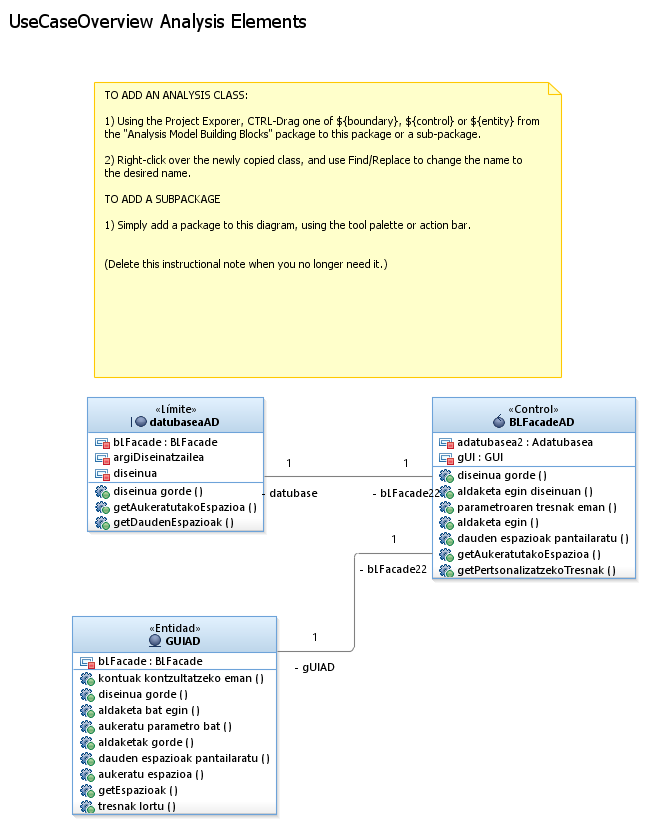 UseCaseOverview Analysis Elements
TO ADD AN ANALYSIS CLASS:
1) Using the Project Exporer, CTRL-Drag one of ${boundary}, ${control} or ${entity} from
the "Analysis Model Building Blocks" package to this package or a sub-package.
2) Right-click over the newly copied class, and use Find/Replace to change the name to
the desired name.
TO ADD A SUBPACKAGE
1) Simply add a package to this diagram, using the tool palette or action bar.
(Delete this instructional note when you no longer need it.)
«Límite»
datubaseaAD
blFacade : BLFacade
argiDiseinatzailea
diseinua
diseinua gorde ( )
getAukeratutakoEspazioa ( )
getDaudenEspazioak ( )
1
- datubase
1
- blFacade22
«Control»
BLFacadeAD
adatubasea2 : Adatubasea
gUI : GUI
diseinua gorde ( )
aldaketa egin diseinuan ( )
parametroaren tresnak eman ( )
aldaketa egin ( )
dauden espazioak pantailaratu ( )
getAukeratutakoEspazioa ( )
getPertsonalizatzekoTresnak ( )
1
- blFacade22
1
- gUIAD
«Entidad»
GUIAD
blFacade : BLFacade
kontuak kontzultatzeko eman ( )
diseinua gorde ( )
aldaketa bat egin ( )
aukeratu parametro bat ( )
aldaketak gorde ( )
dauden espazioak pantailaratu ( )
aukeratu espazioa ( )
getEspazioak ( )
tresnak lortu ( )